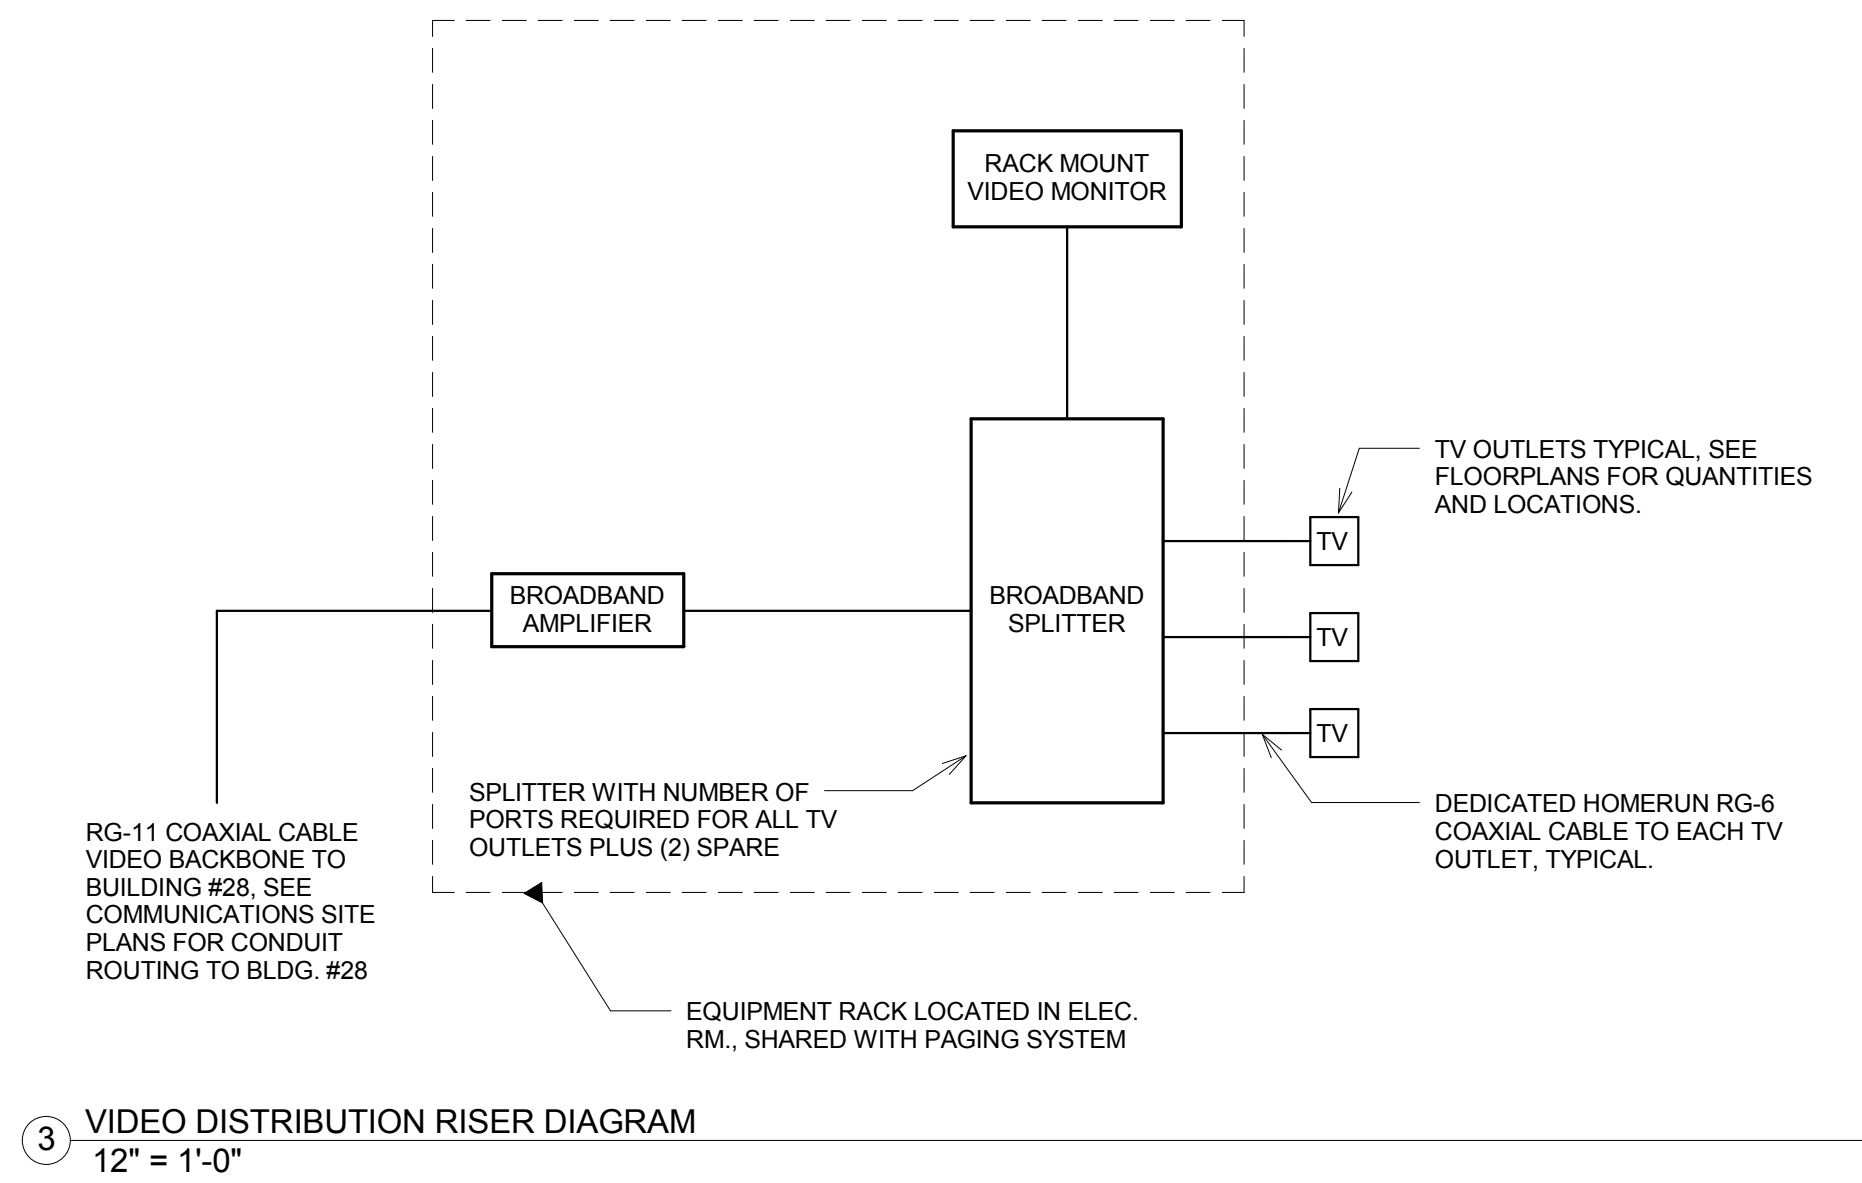 RACK MOUNT
VIDEO MONITOR
TV OUTLETS TYPICAL, SEE
FLOORPLANS FOR QUANTITIES
AND LOCATIONS.
TV
BROADBAND
AMPLIFIER
BROADBAND
SPLITTER
TV
TV
SPLITTER WITH NUMBER OF
PORTS REQUIRED FOR ALL TV
OUTLETS PLUS (2) SPARE
DEDICATED HOMERUN RG-6
COAXIAL CABLE TO EACH TV
OUTLET, TYPICAL.
RG-11 COAXIAL CABLE
VIDEO BACKBONE TO
BUILDING #28, SEE
COMMUNICATIONS SITE
PLANS FOR CONDUIT
ROUTING TO BLDG. #28
EQUIPMENT RACK LOCATED IN ELEC.
RM., SHARED WITH PAGING SYSTEM
3
VIDEO DISTRIBUTION RISER DIAGRAM
12" = 1'-0"